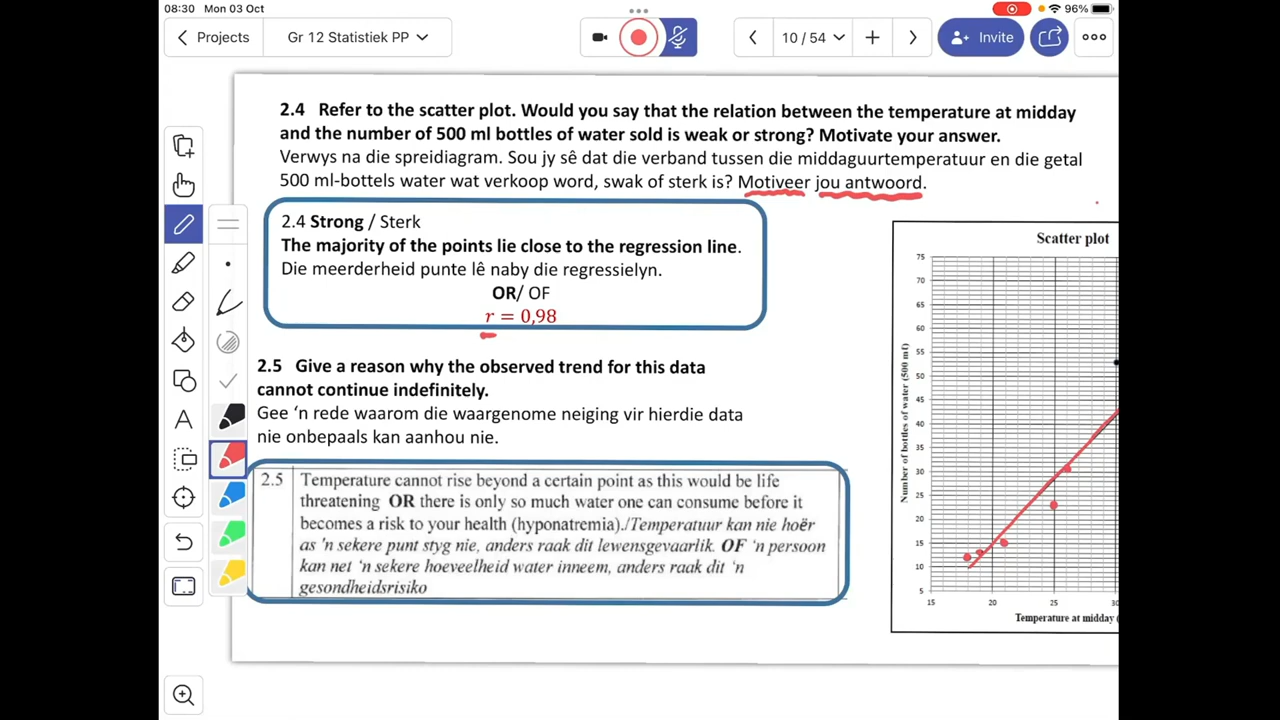 08:30 Mon 03 Oct
96%
Projects
Gr 12 Statistiek PP
10 / 54
Invite
2.4 Refer to the scatter plot. Would you say that the relation between the temperature at midday
and the number of 500 ml bottles of water sold is weak or strong? Motivate your answer.
Verwys na die spreidiagram. Sou jy sê dat die verband tussen die middaguurtemperatuur en die getal
500 ml-bottels water wat verkoop word, swak of sterk is? Motiveer jou antwoord.
2.4 Strong / Sterk
The majority of the points lie close to the regression line.
Die meerderheid punte lê naby die regressielyn.
OR/ OF
r = 0,98
2.5 Give a reason why the observed trend for this data
cannot continue indefinitely.
Gee ‘n rede waarom die waargenome neiging vir hierdie data
nie onbepaals kan aanhou nie.
2.5 Temperature cannot rise beyond a certain point as this would be life
threatening OR there is only so much water one can consume before it
becomes a risk to your health (hyponatremia)./Temperatuur kan nie hoër
as 'n sekere punt styg nie, anders raak dit lewensgevaarlik. OF 'n persoon
kan net 'n sekere hoeveelheid water inneem, anders raak dit 'n
gesondheidsrisiko
Scatter plot
Number of bottles of water (500 mℓ)
75
70
65
60
55
50
45
40
35
30
25
20
15
10
5
15 20 25 30
Temperature at midday (
A